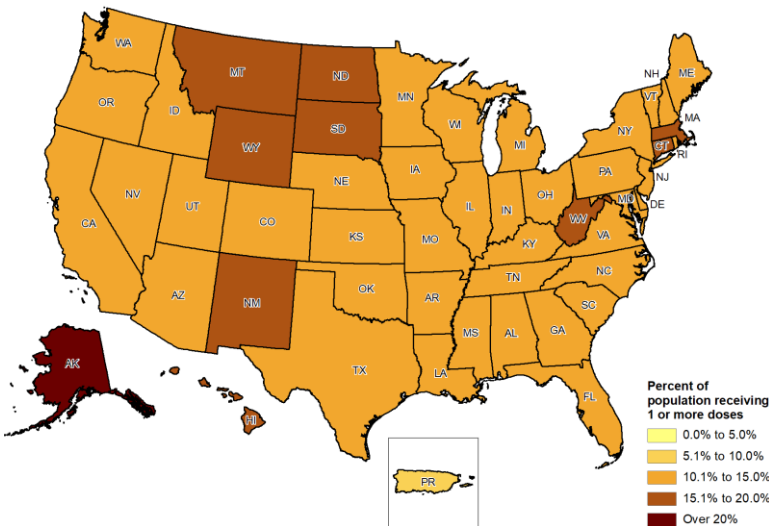 WA
MT
ND
MN
NH
ME
VT
OR
ID
WY
SD
WI
MI
NY
MA
CT
RI
NV
UT
CO
NE
IA
IL
IN
OH
PA
NJ
MD
DE
CA
KS
MO
KY
WV
VA
AZ
NM
OK
AR
TN
NC
SC
TX
LA
MS
AL
GA
FL
AK
HI
PR
Percent of
population receiving
1 or more doses
0.0% to 5.0%
5.1% to 10.0%
10.1% to 15.0%
15.1% to 20.0%
Over 20%